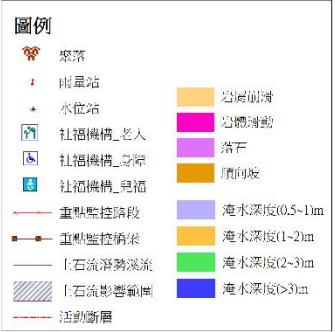 圖例
聚落
雨量站
水位站
社福機構_老人
社福機構_身障
社福機構_兒福
重點監控路段
重點監控橋梁
土石流潛勢溪流
土石流影響範圍
活動斷層
岩屑崩滑
岩體滑動
落石
順向坡
淹水深度(0.5~1)m
淹水深度(1~2)m
淹水深度(2~3)m
淹水深度(>3)m